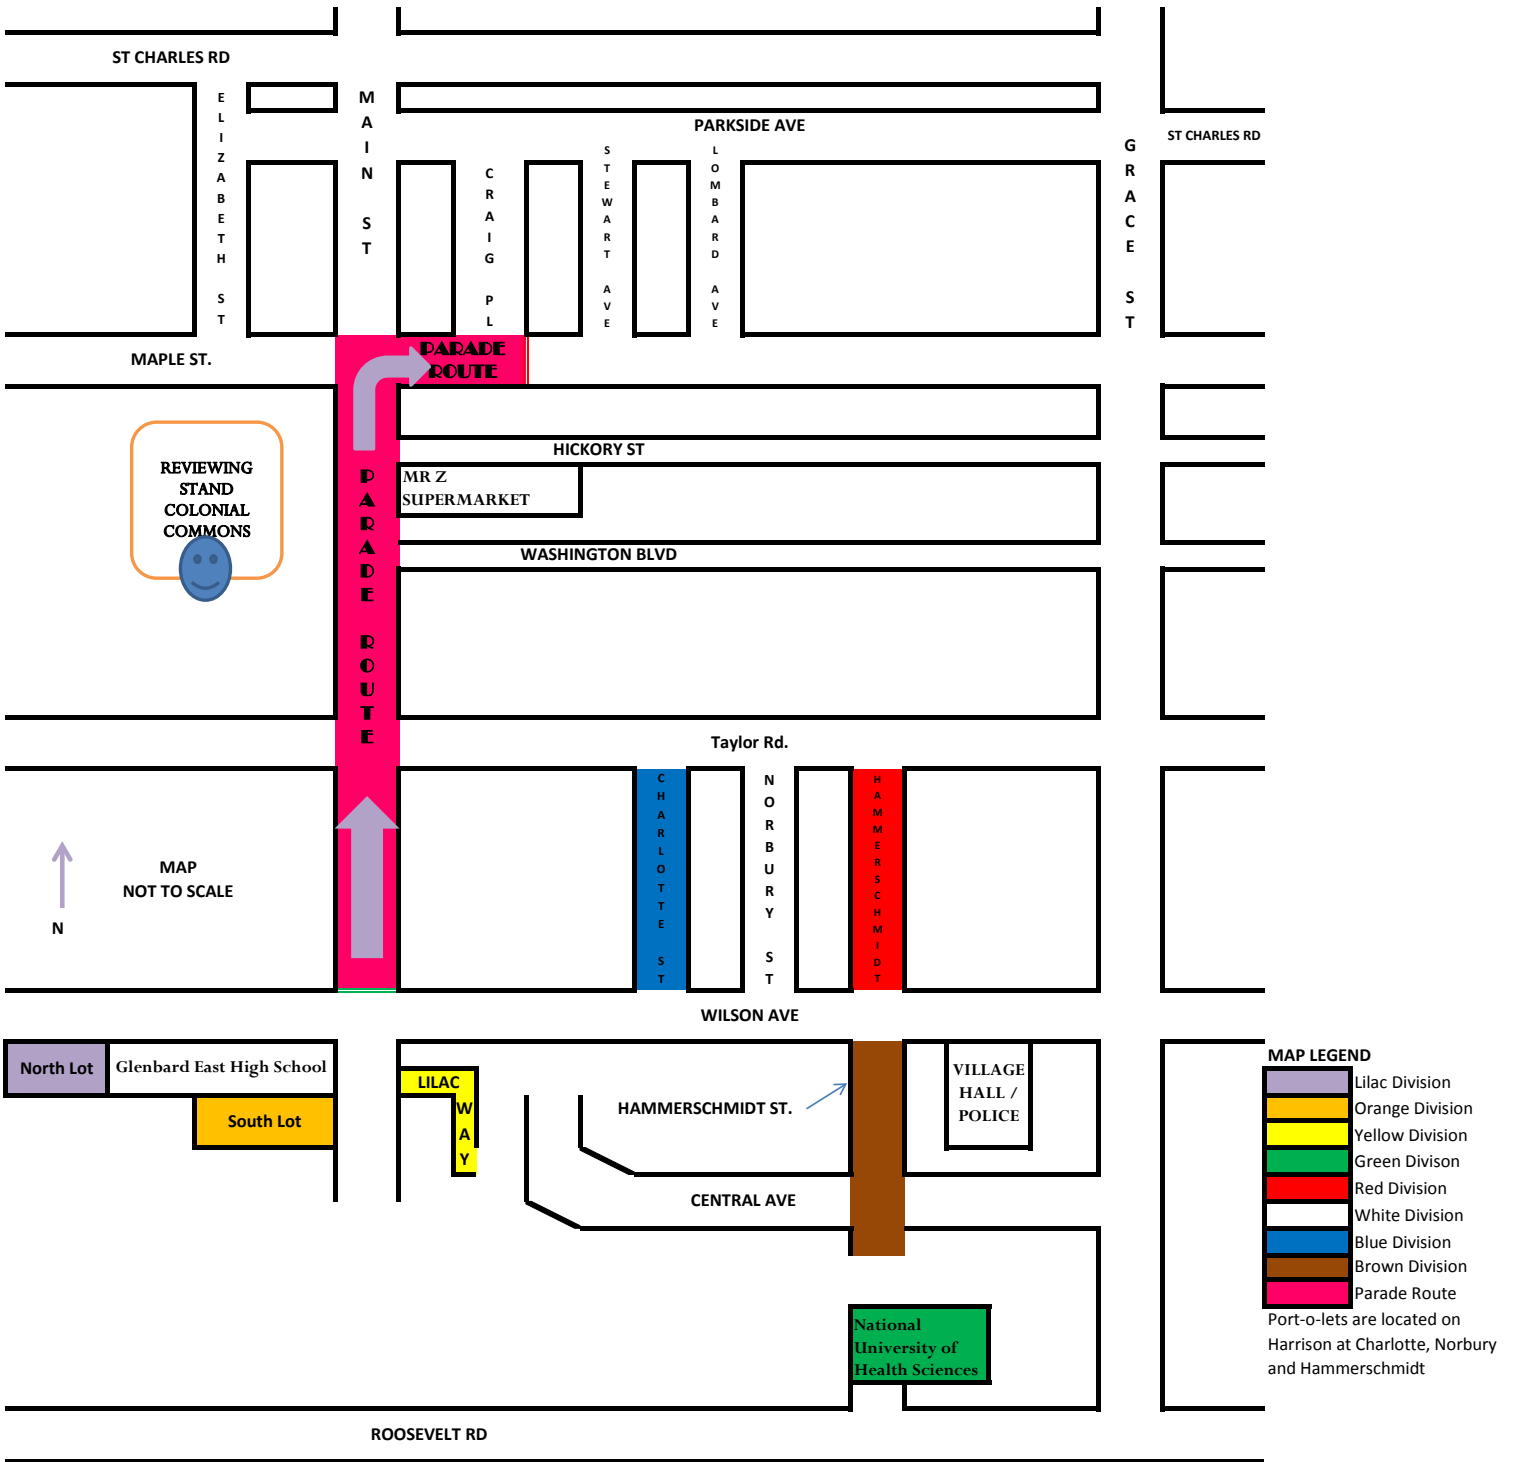 ST CHARLES RD
ELIZABETH ST
MAIN ST
PARKSIDE AVE
ST CHARLES RD
CRAIG PL
STEWART AVE
LOMBARD AVE
GRACE ST
MAPLE ST.
PARADE
ROUTE
HICKORY ST
REVIEWING
STAND
COLONIAL
COMMONS
PARADE ROUTE
MR Z
SUPERMARKET
WASHINGTON BLVD
Taylor Rd.
CHARLOTTE ST
NORBURY ST
HAMMERSCHMIDT
MAP
NOT TO SCALE
N
WILSON AVE
North Lot
Glenbard East High School
South Lot
LILAC
WAY
HAMMERSCHMIDT ST.
VILLAGE
HALL /
POLICE
CENTRAL AVE
National
University of
Health Sciences
ROOSEVELT RD
MAP LEGEND
Lilac Division
Orange Division
Yellow Division
Green Divison
Red Division
White Division
Blue Division
Brown Division
Parade Route
Port-o-lets are located on
Harrison at Charlotte, Norbury
and Hammerschmidt